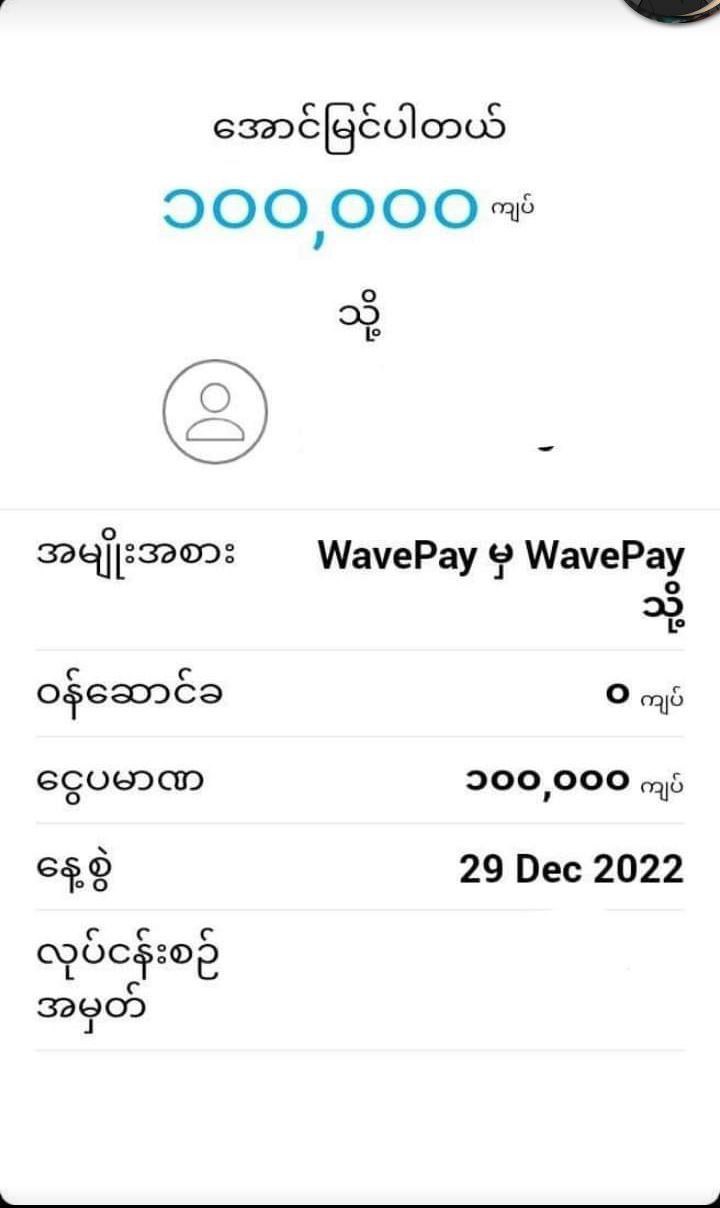 အောင်မြင်ပါတယ်
၁၀၀,၀၀၀ ကျပ်
သို့
အမျိုးအစား WavePay မှ WavePay
သို့
ဝန်ဆောင်ခ ၀ ကျပ်
ငွေပမာဏ ၁၀၀,၀၀၀ ကျပ်
နေ့စွဲ 29 Dec 2022
လုပ်ငန်းစဉ်
အမှတ်